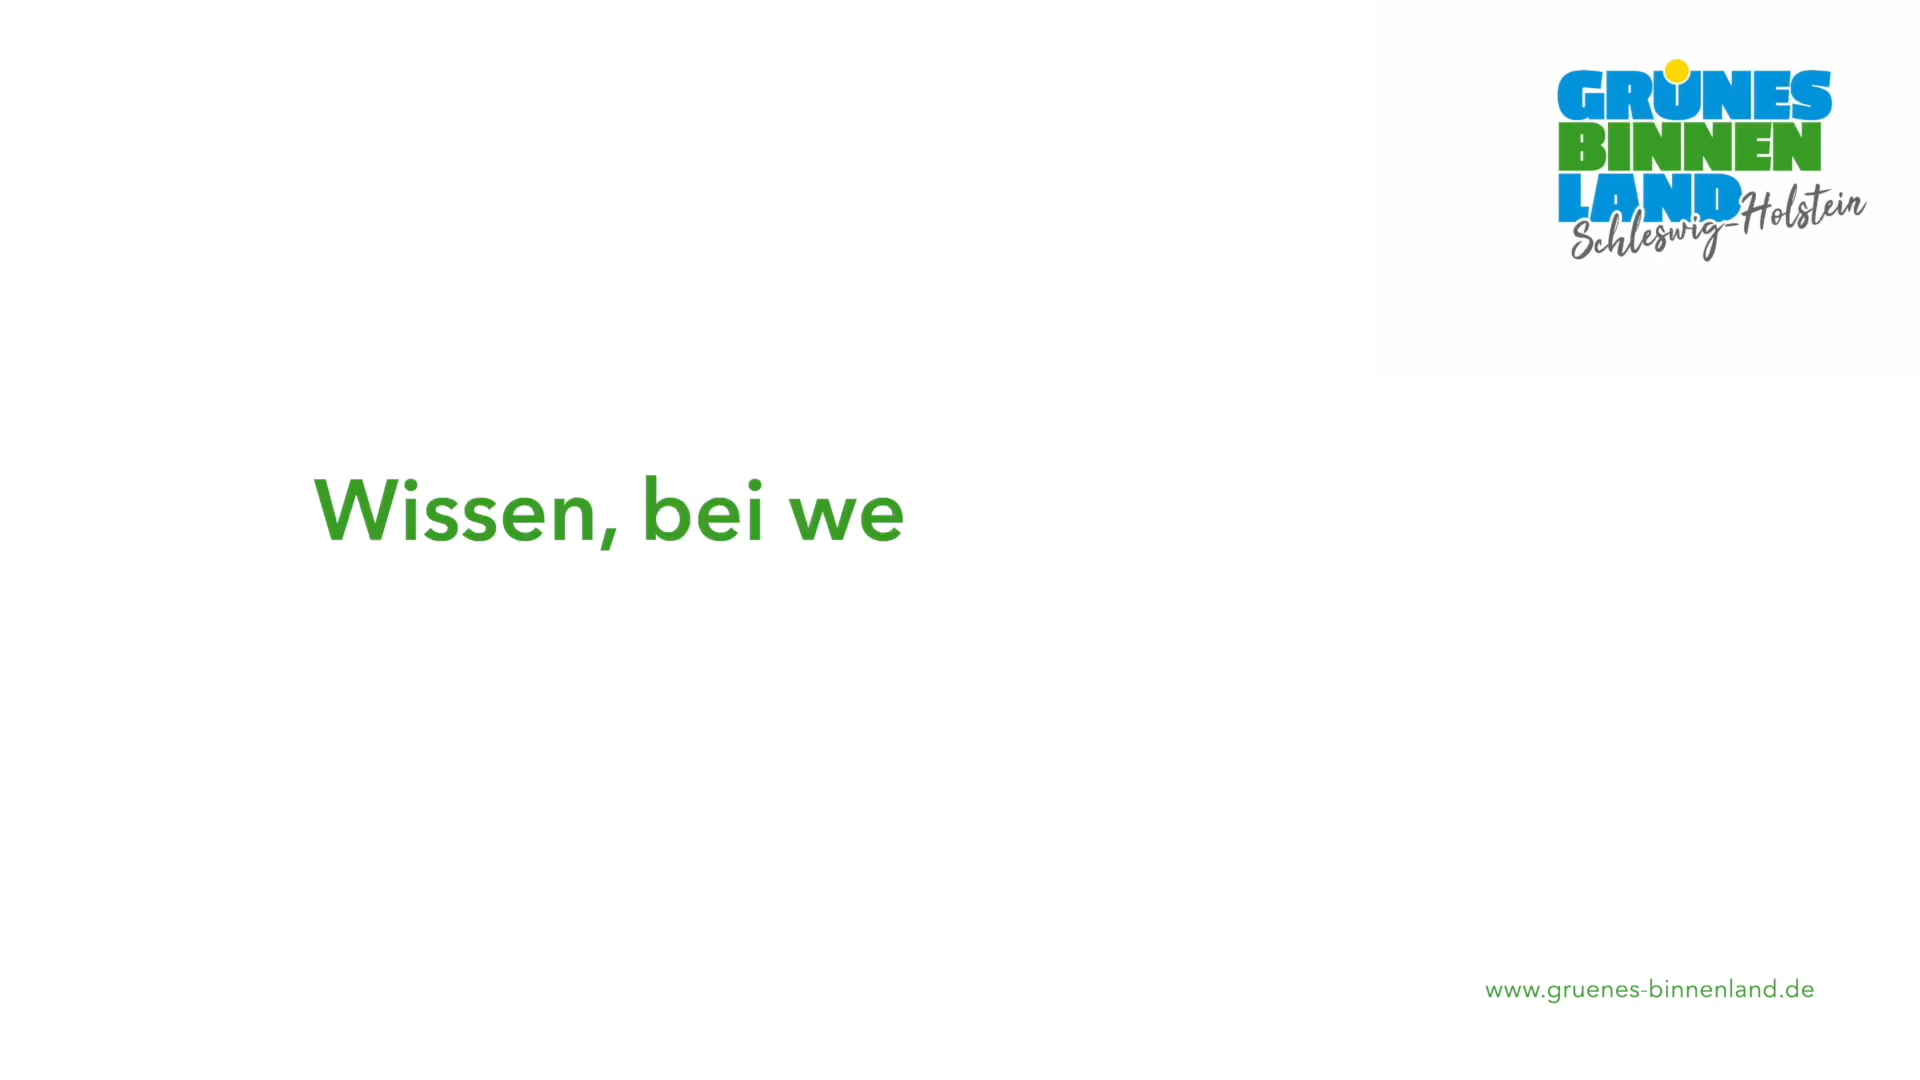 GRÜNES
BINNEN
LAND
Schleswig-Holstein
Wissen, bei we
www.gruenes-binnenland.de